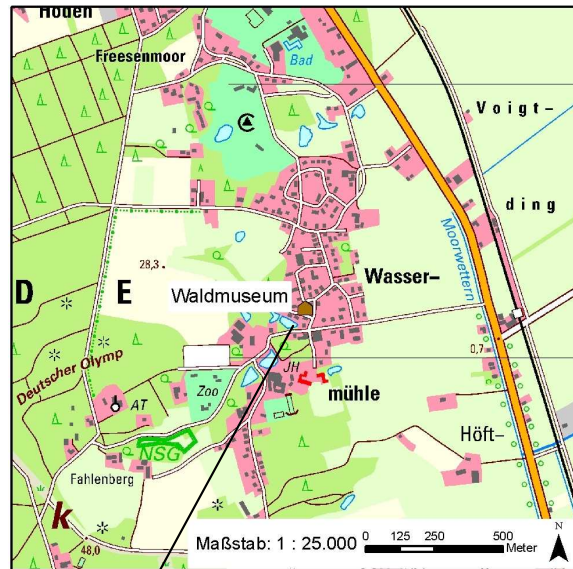 Hoden
Freesenmoor
Bad
Voigt-
ding
Moorwettern
28,3
Wasser-
D E
Waldmuseum
0,7
Deutscher Olymp
JH
Zoo
mühle
AT
Höft-
NSG
Fahlenberg
k
48,0
Maßstab: 1 : 25.000
0 125 250 500
Meter
N